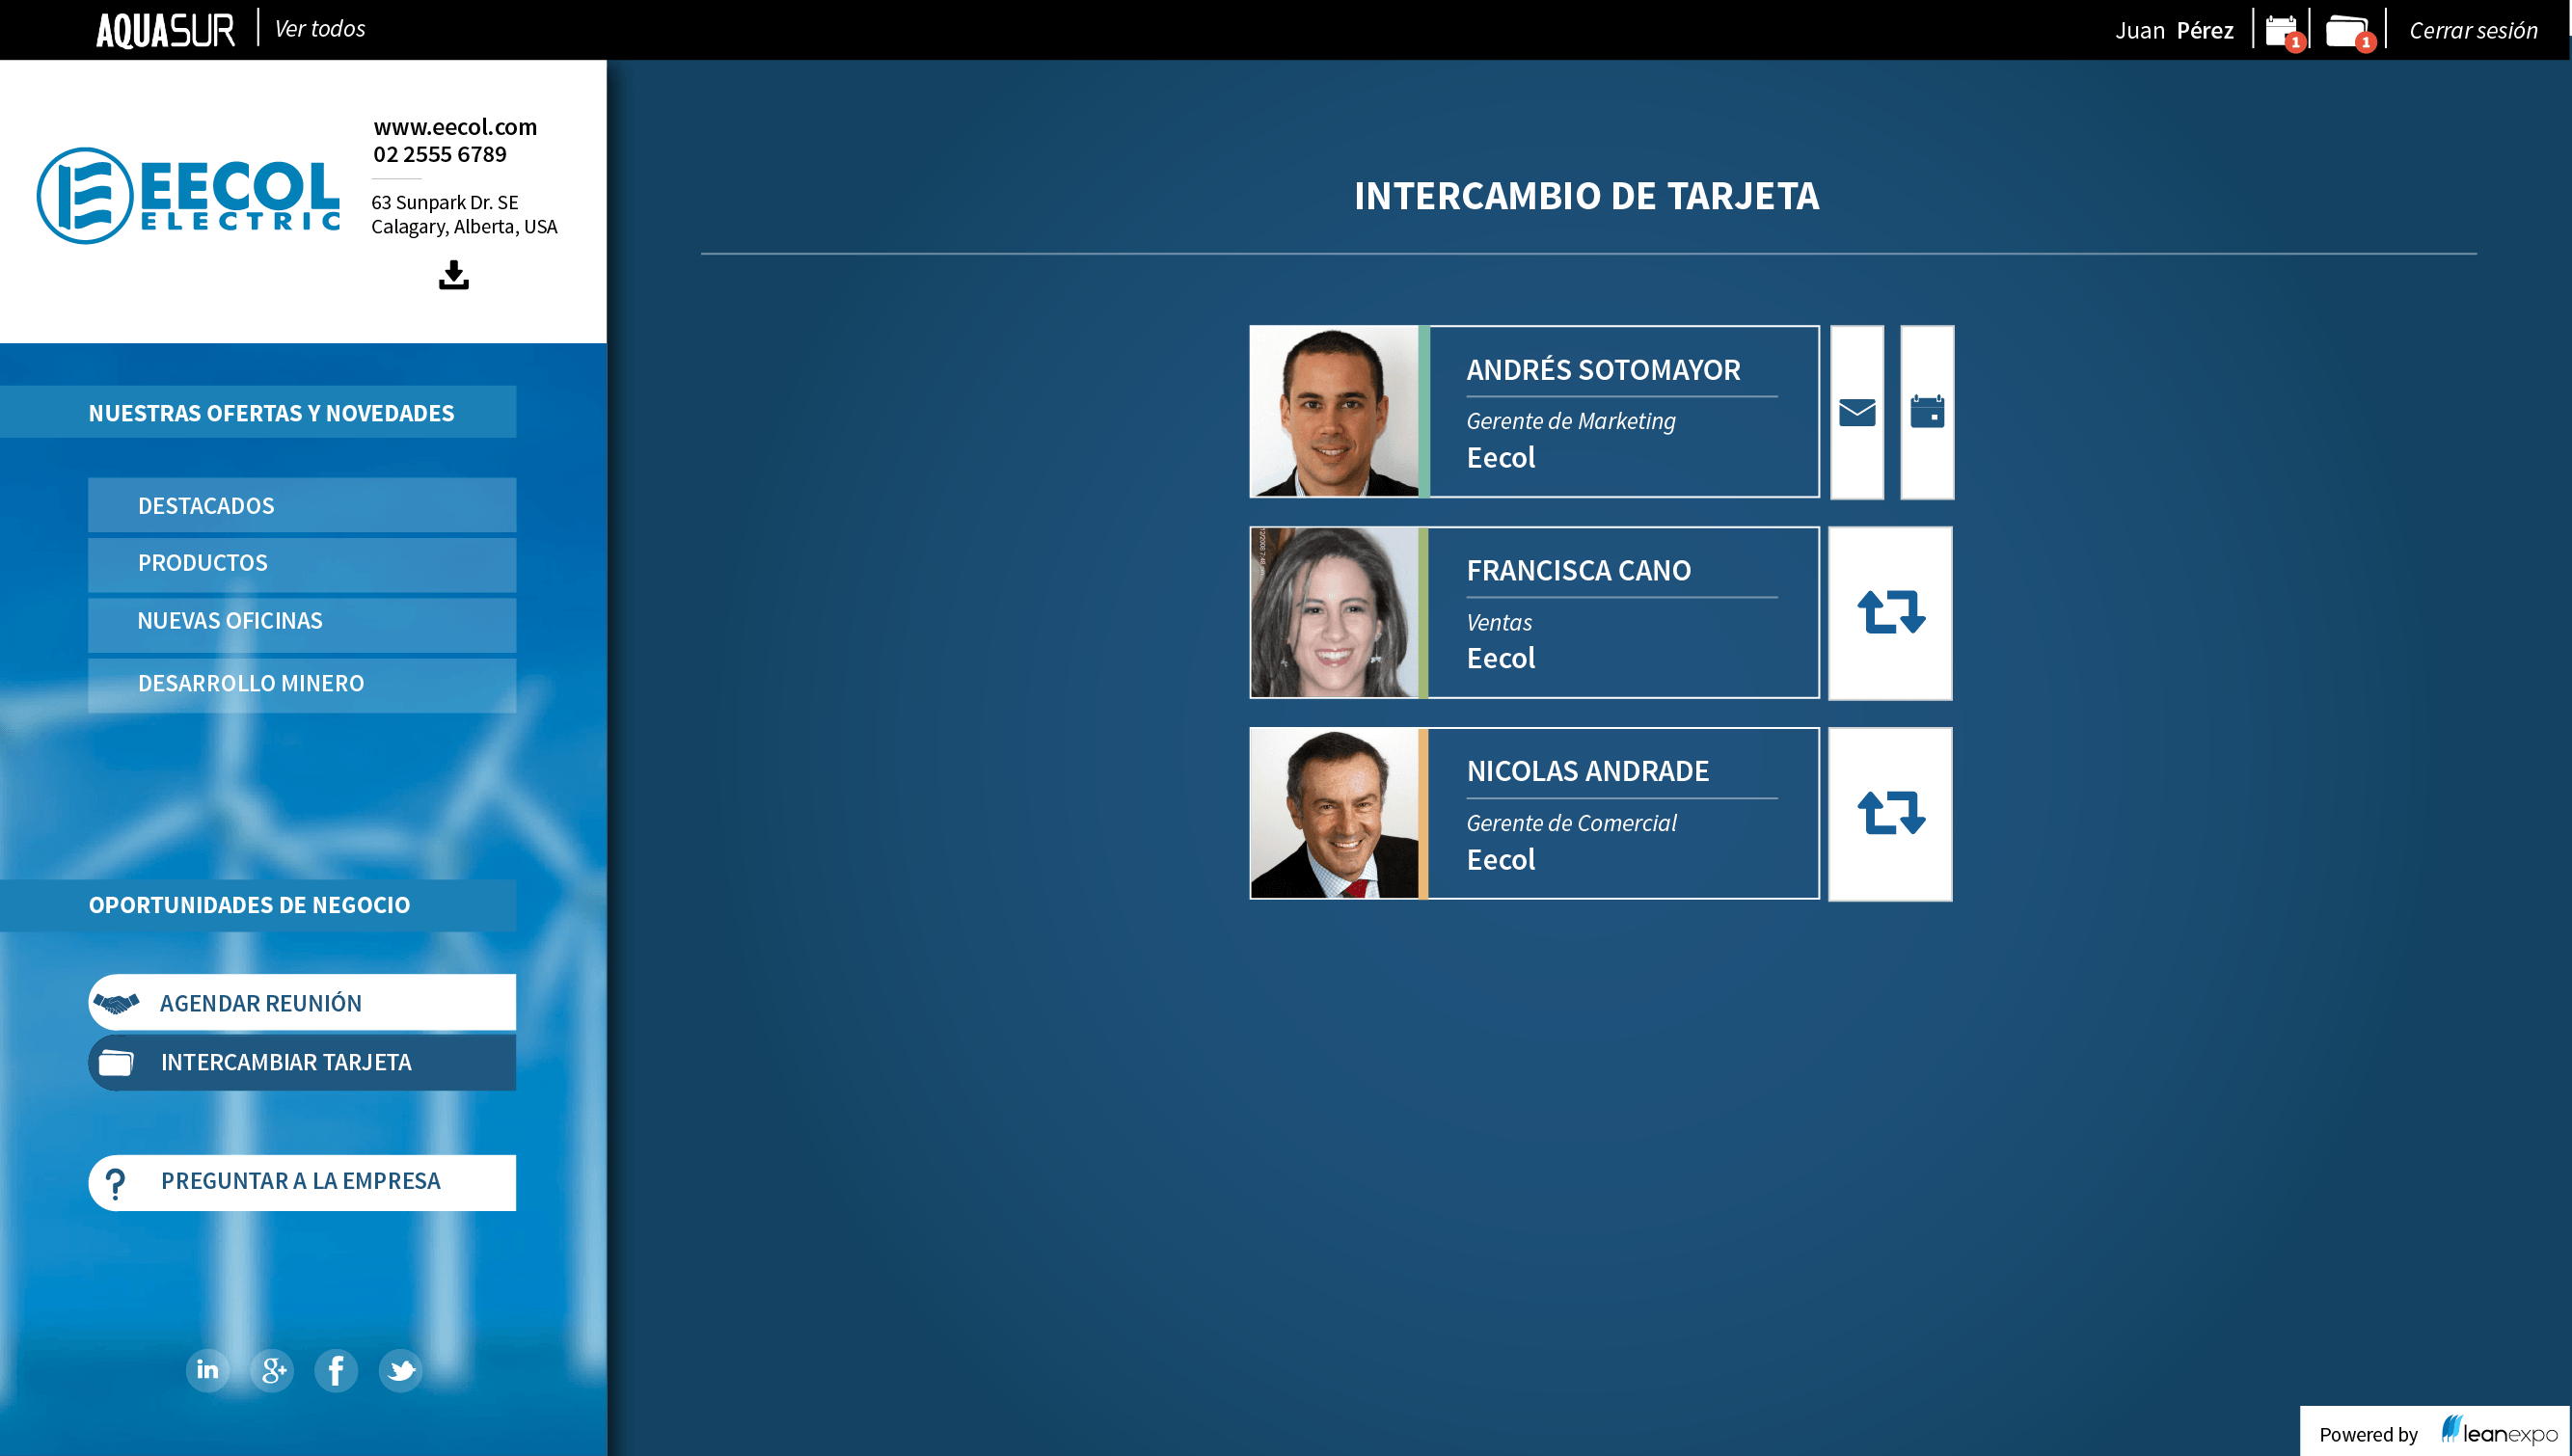 AQUASUR
Ver todos
Juan Pérez
1
1
Cerrar sesión
EECOL
ELECTRIC
www.eecol.com
02 2555 6789
63 Sunpark Dr. SE
Calagary, Alberta, USA
NUESTRAS OFERTAS Y NOVEDADES
DESTACADOS
PRODUCTOS
NUEVAS OFICINAS
DESARROLLO MINERO
OPORTUNIDADES DE NEGOCIO
AGENDAR REUNIÓN
INTERCAMBIAR TARJETA
? PREGUNTAR A LA EMPRESA
in g+ f
INTERCAMBIO DE TARJETA
ANDRÉS SOTOMAYOR
Gerente de Marketing
Eecol
FRANCISCA CANO
Ventas
Eecol
NICOLAS ANDRADE
Gerente de Comercial
Eecol
Powered by leanexpo